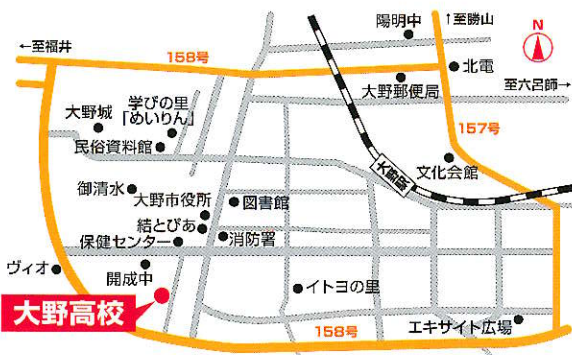 陽明中
↑至勝山
N
←至福井
158号
北電
大野郵便局
至六呂師→
大野城
学びの里
「めいりん」
157号
民俗資料館
大野駅
文化会館
御清水
大野市役所
図書館
結とぴあ
保健センター
消防署
ヴィオ
開成中
イトヨの里
大野高校
158号
エキサイト広場